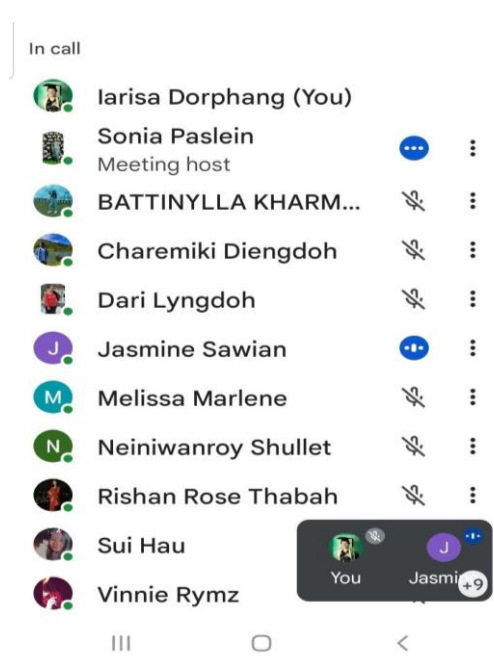 In call
larisa Dorphang (You)
Sonia Paslein
Meeting host
BATTINYLLA KHARM...
Charemiki Diengdoh
Dari Lyngdoh
J Jasmine Sawian
M Melissa Marlene
N Neiniwanroy Shullet
Rishan Rose Thabah
Sui Hau
Vinnie Rymz
J
You Jasmi
+9